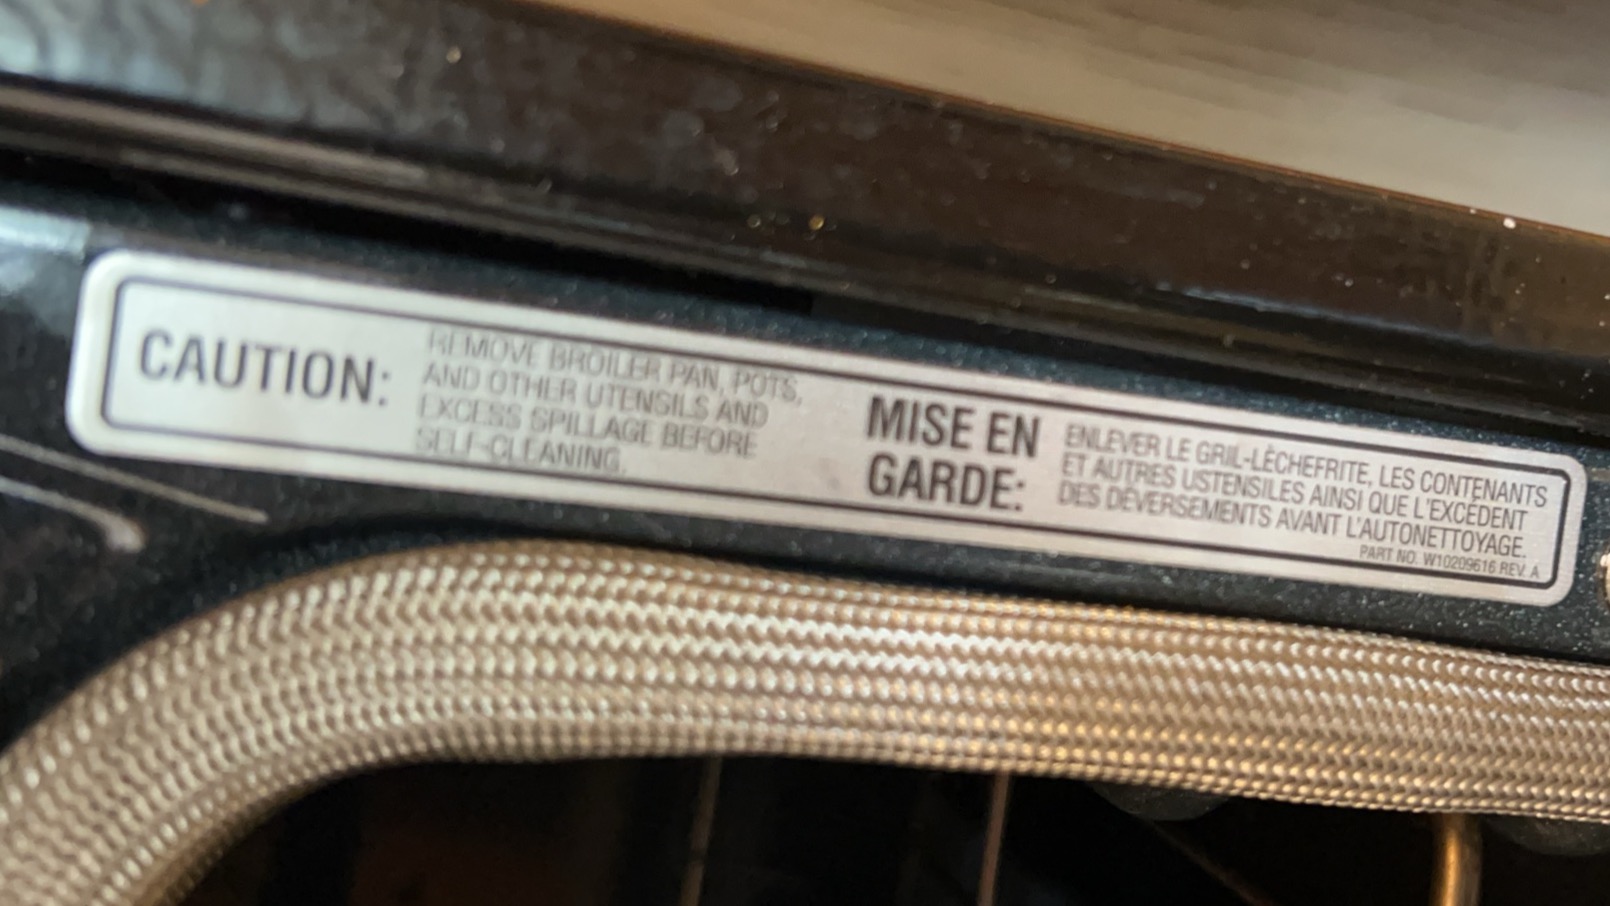 CAUTION:
REMOVE BROILER PAN, POTS,
AND OTHER UTENSILS AND
EXCESS SPILLAGE BEFORE
SELF-CLEANING.
MISE EN
GARDE:
ENLEVER LE GRIL-LÈCHEFRITE, LES CONTENANTS
ET AUTRES USTENSILES AINSI QUE L'EXCÉDENT
DES DÉVERSEMENTS AVANT L'AUTONETTOYAGE.
PART NO. W10209616 REV. A